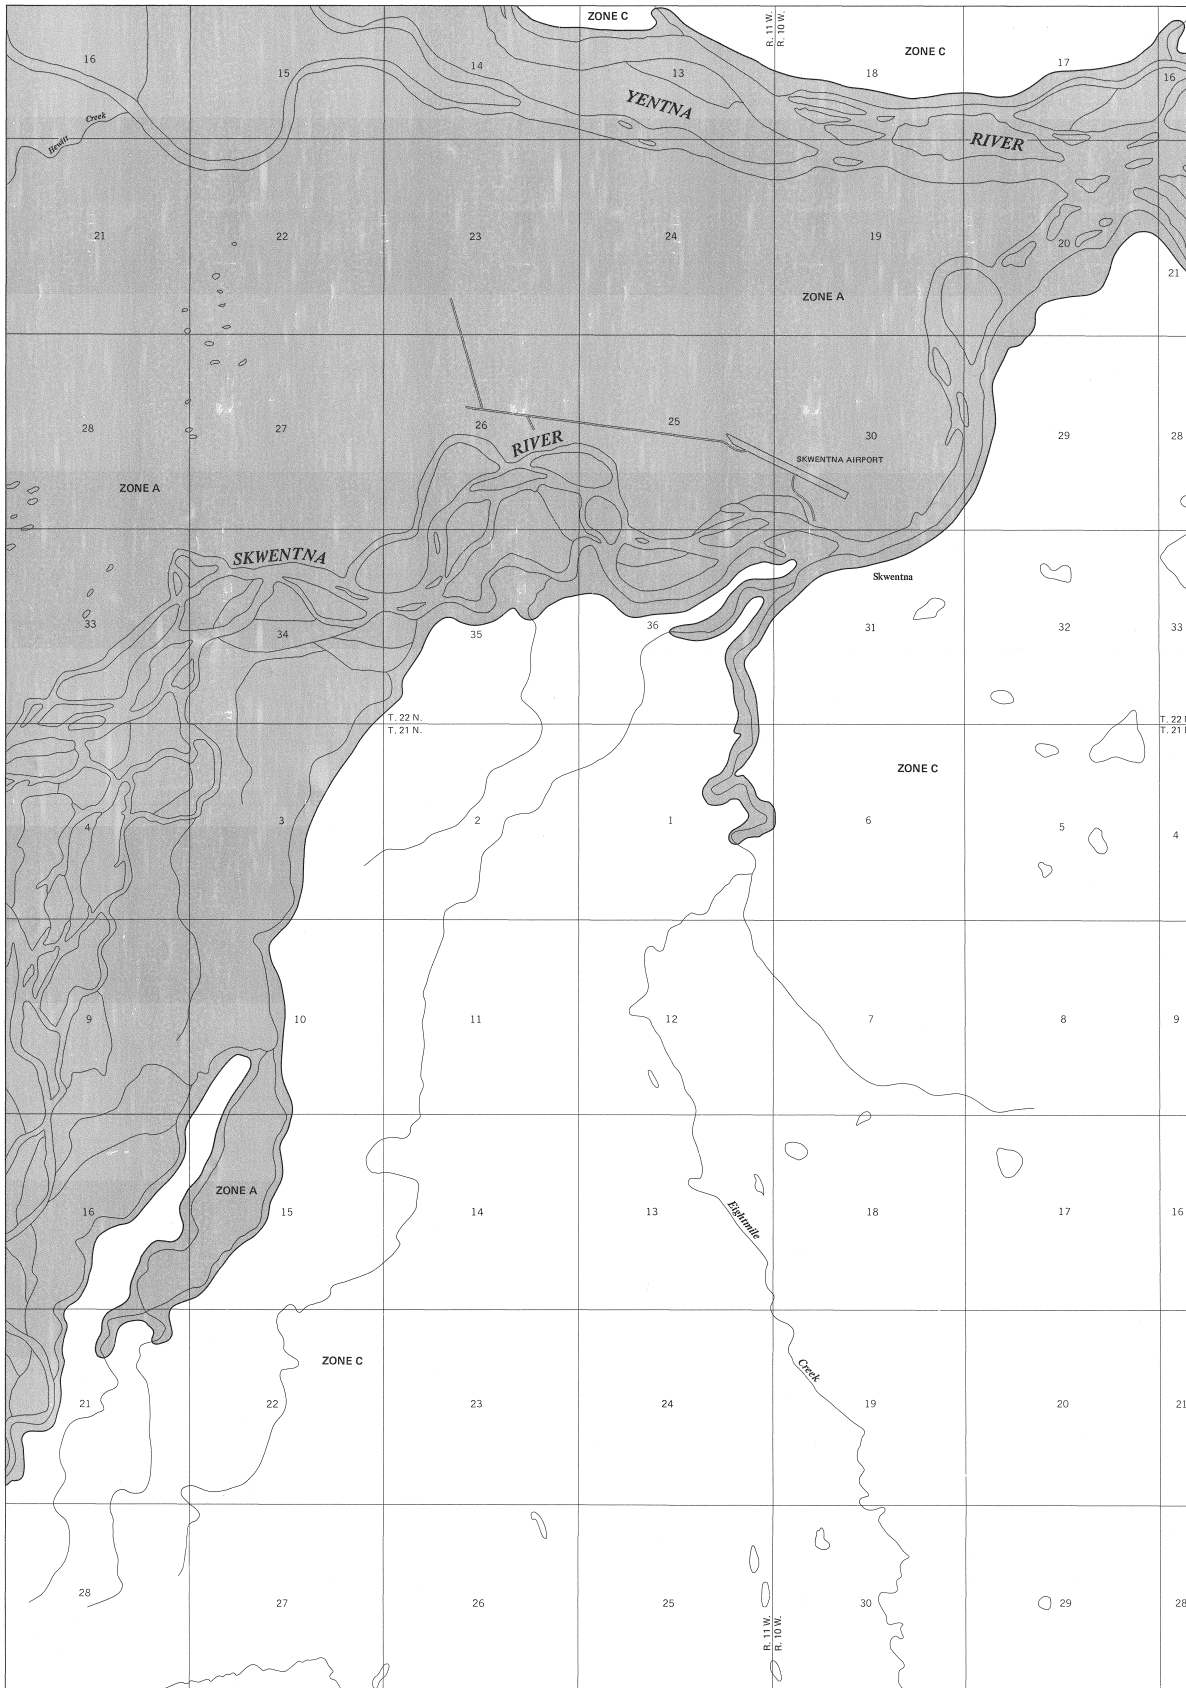 ZONE C
R. 11 W.
R. 10 W.
ZONE C
16
15
14
13
18
17
16
YENTNA
RIVER
Hewitt
Creek
21
22
23
24
19
20
21
ZONE A
28
27
26
25
30
29
28
RIVER
SKWENTNA AIRPORT
ZONE A
SKWENTNA
Skwentna
33
34
35
36
31
32
33
T. 22 N.
T. 21 N.
T. 22 N
T. 21 N
ZONE C
4
3
2
1
6
5
4
9
10
11
12
7
8
9
ZONE A
16
15
14
13
18
17
16
Eightmile
ZONE C
Creek
21
22
23
24
19
20
21
28
27
26
25
30
29
28
R. 11 W.
R. 10 W.